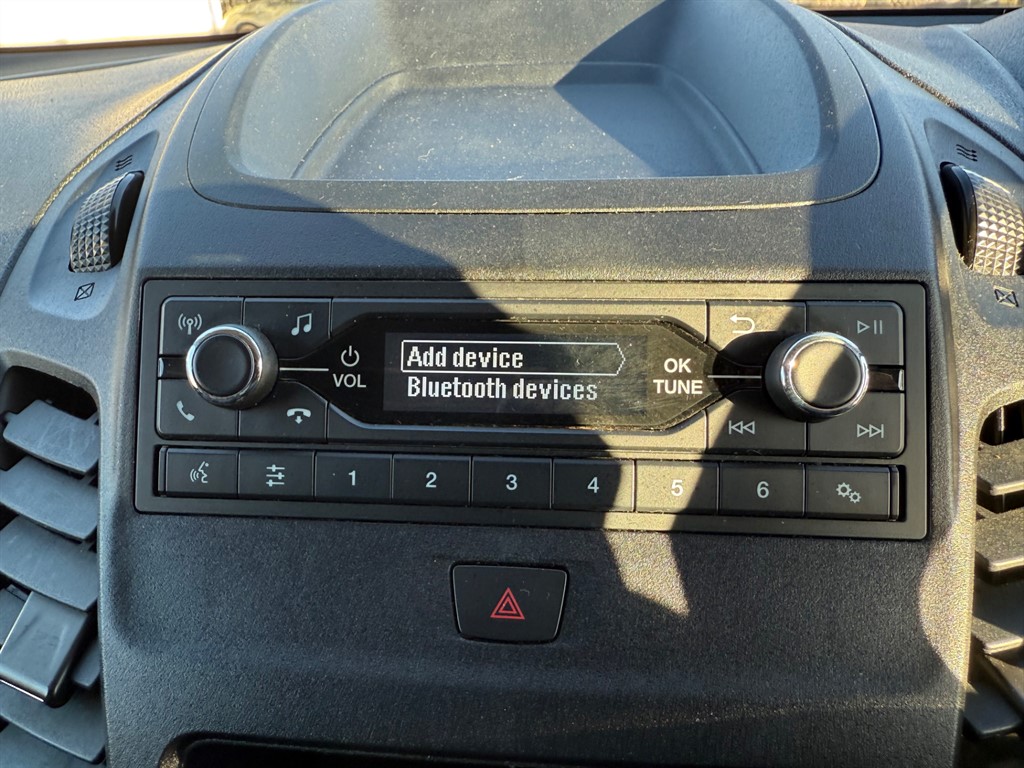 Add device
Bluetooth devices
VOL
OK
TUNE
1 2 3 4 5 6